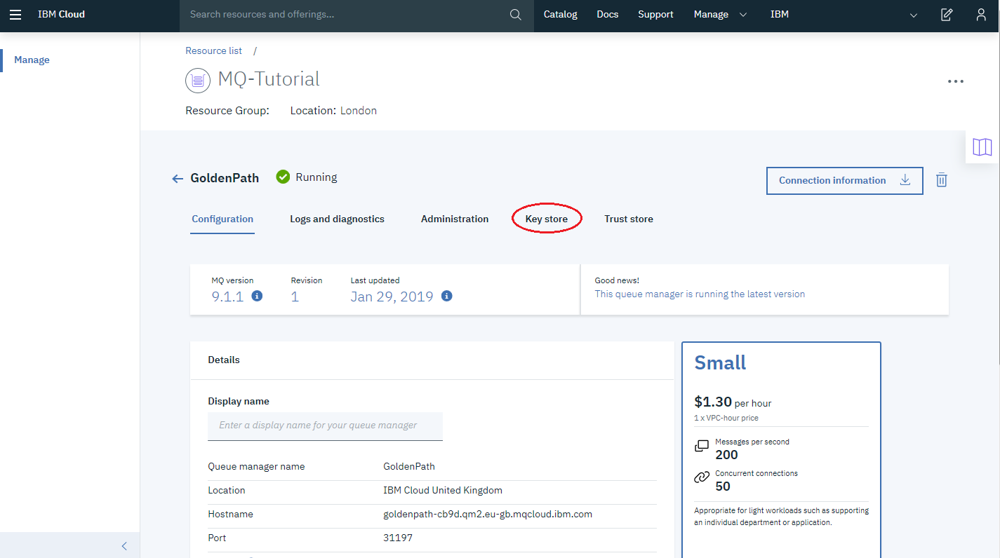 IBM Cloud
Search resources and offerings...
Catalog
Docs
Support
Manage
IBM
Manage
Resource list /
MQ-Tutorial
Resource Group:
Location: London
GoldenPath
Running
Connection information
Configuration
Logs and diagnostics
Administration
Key store
Trust store
MQ version
9.1.1
Revision
1
Last updated
Jan 29, 2019
Good news!
This queue manager is running the latest version
Details
Display name
Enter a display name for your queue manager
Queue manager name GoldenPath
Location IBM Cloud United Kingdom
Hostname goldenpath-cb9d.qm2.eu-gb.mqcloud.ibm.com
Port 31197
Small
$1.30 per hour
1 x VPC-hour price
Messages per second
200
Concurrent connections
50
Appropriate for light workloads such as supporting
an individual department or application.